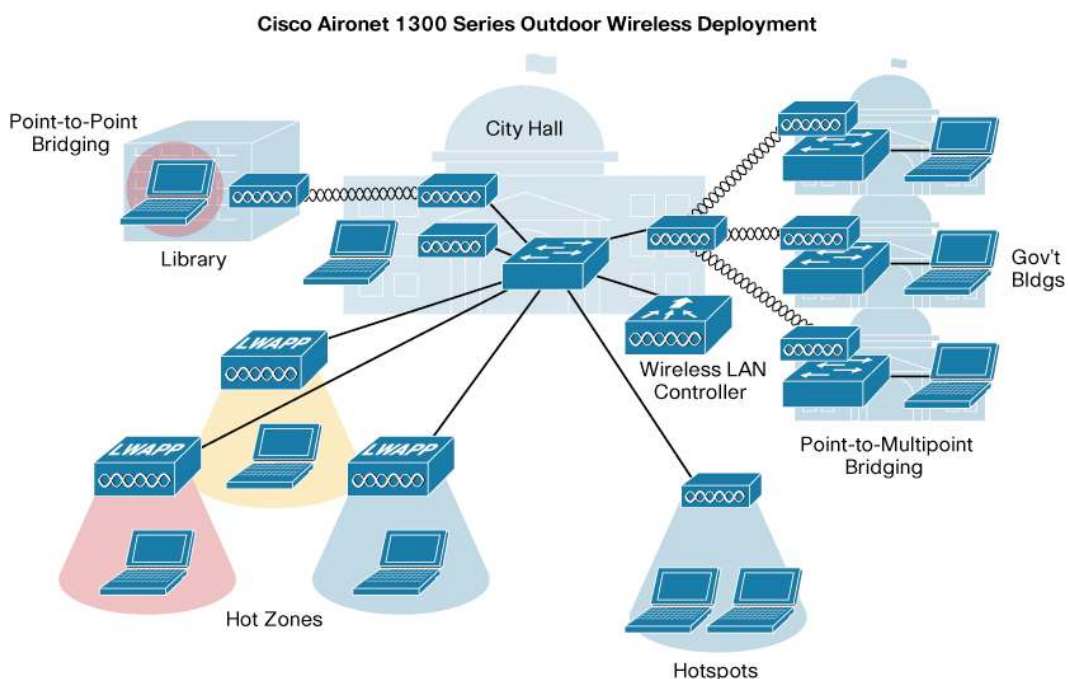 Cisco Aironet 1300 Series Outdoor Wireless Deployment
Point-to-Point
Bridging
City Hall
Library
Gov't
Bldgs
LWAPP
Wireless LAN
Controller
LWAPP
LWAPP
Point-to-Multipoint
Bridging
Hot Zones
Hotspots